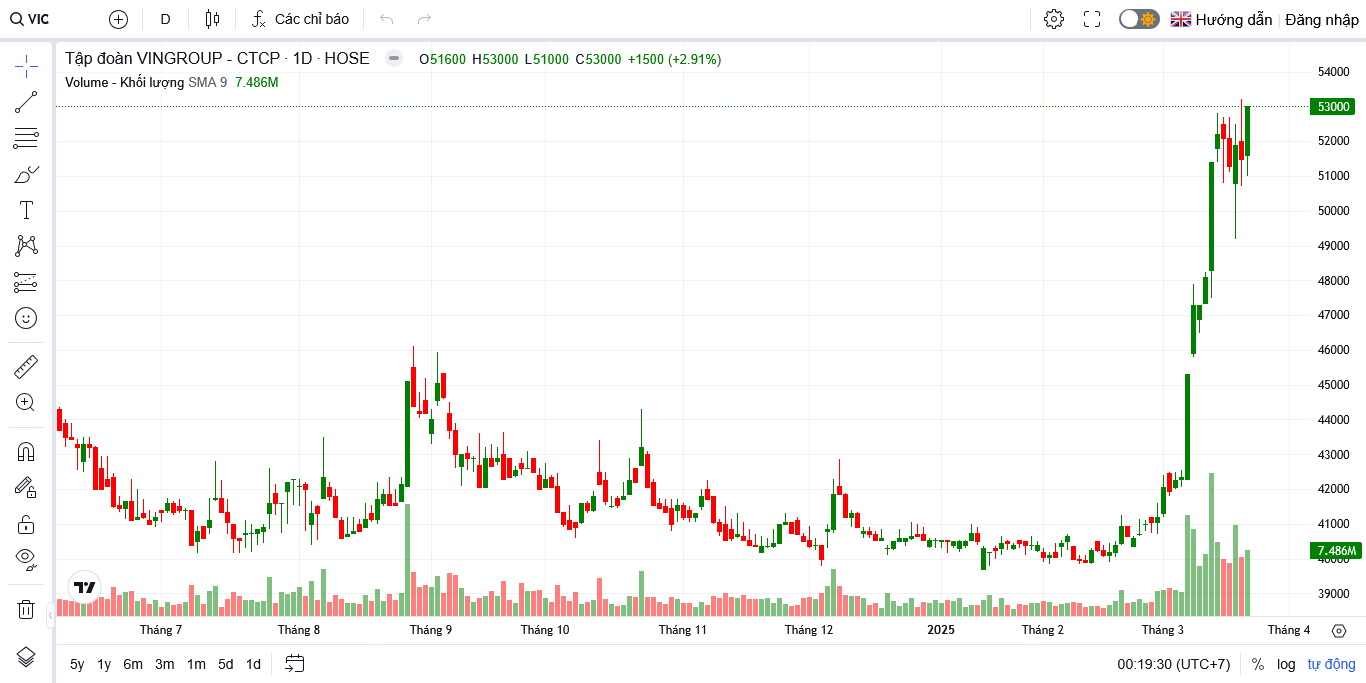 VIC D Các chỉ báo Hướng dẫn Đăng nhập
Tập đoàn VINGROUP - CTCP · 1D · HOSE O51600 H53000 L51000 C53000 +1500 (+2.91%)
Volume - Khối lượng SMA 9 7.486M
54000
53000
52000
51000
50000
49000
48000
47000
46000
45000
44000
43000
42000
41000
7.486M
40000
39000
Tháng 7 Tháng 8 Tháng 9 Tháng 10 Tháng 11 Tháng 12 2025 Tháng 2 Tháng 3 Tháng 4
5y 1y 6m 3m 1m 5d 1d 00:19:30 (UTC+7) % log tự động